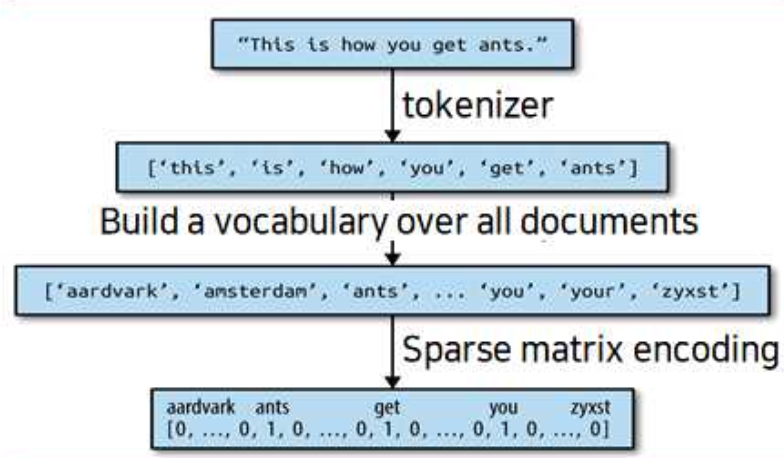 “This is how you get ants.”
tokenizer
[‘this’, ‘is’, ‘how’, ‘you’, ‘get’, ‘ants’]
Build a vocabulary over all documents
[‘aardvark’, ‘amsterdam’, ‘ants’, ... ‘you’, ‘your’, ‘zyxst’]
Sparse matrix encoding
aardvark ants get you zyxst
[0, ..., 0, 1, 0, ..., 0, 1, 0, ..., 0, 1, 0, ..., 0]